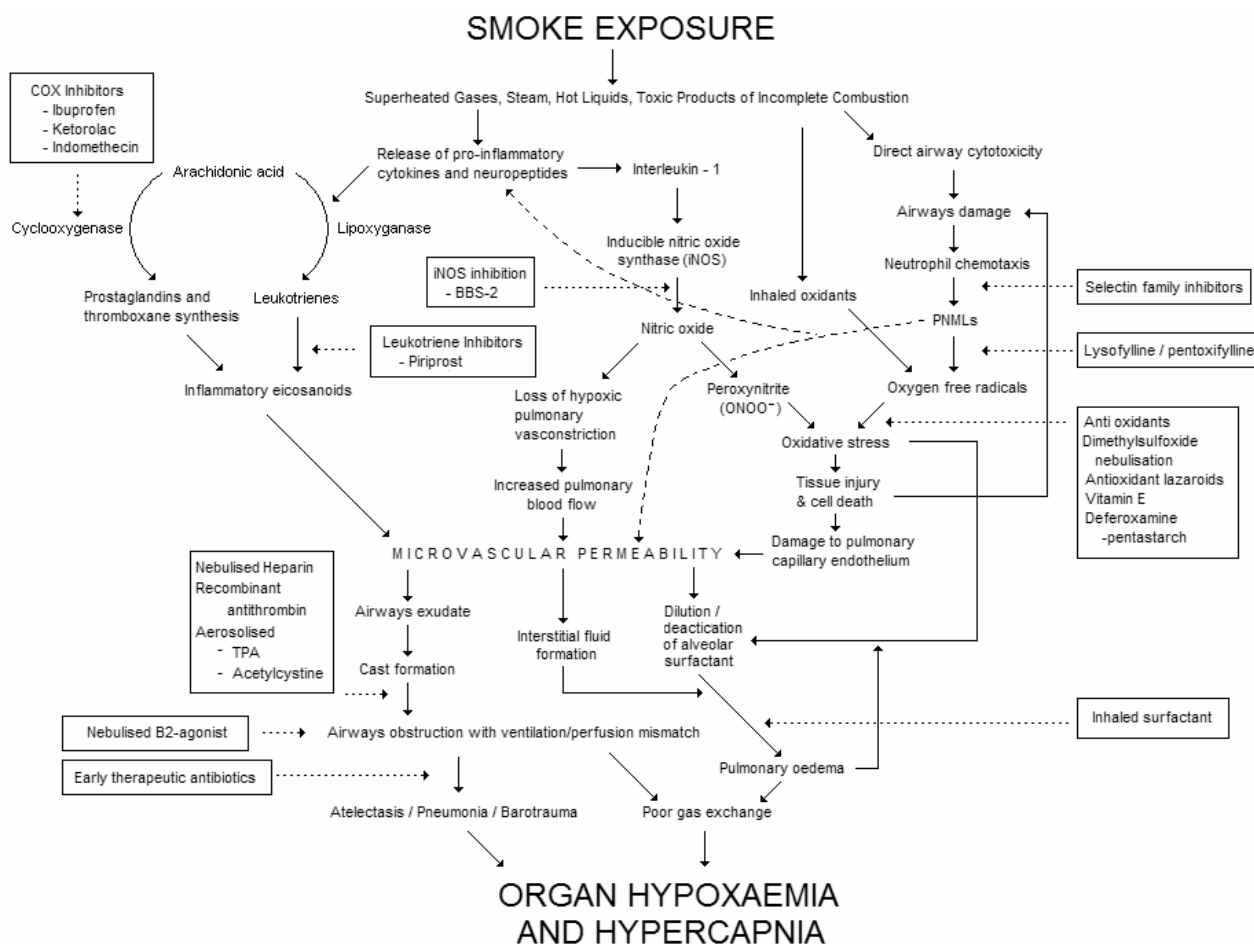 SMOKE EXPOSURE
COX Inhibitors
- Ibuprofen
- Ketorolac
- Indomethecin
Superheated Gases, Steam, Hot Liquids, Toxic Products of Incomplete Combustion
Release of pro-inflammatory
cytokines and neuropeptides
Interleukin - 1
Direct airway cytotoxicity
Arachidonic acid
Airways damage
Cyclooxygenase
Lipoxyganase
Inducible nitric oxide
synthase (iNOS)
Neutrophil chemotaxis
iNOS inhibition
- BBS-2
Selectin family inhibitors
Prostaglandins and
thromboxane synthesis
Leukotrienes
Inhaled oxidants
Nitric oxide
PNMLs
Leukotriene Inhibitors
- Piriprost
Lysofylline / pentoxifylline
Inflammatory eicosanoids
Loss of hypoxic
pulmonary
vasconstriction
Peroxynitrite
(ONOO⁻)
Oxygen free radicals
Oxidative stress
Anti oxidants
Dimethylsulfoxide
nebulisation
Antioxidant lazaroids
Vitamin E
Deferoxamine
-pentastarch
Increased pulmonary
blood flow
Tissue injury
& cell death
MICROVASCULAR PERMEABILITY
Damage to pulmonary
capillary endothelium
Nebulised Heparin
Recombinant
antithrombin
Aerosolised
- TPA
- Acetylcystine
Airways exudate
Interstitial fluid
formation
Dilution /
deactication
of alveolar
surfactant
Cast formation
Nebulised B2-agonist
Airways obstruction with ventilation/perfusion mismatch
Inhaled surfactant
Early therapeutic antibiotics
Pulmonary oedema
Atelectasis / Pneumonia / Barotrauma
Poor gas exchange
ORGAN HYPOXAEMIA
AND HYPERCAPNIA